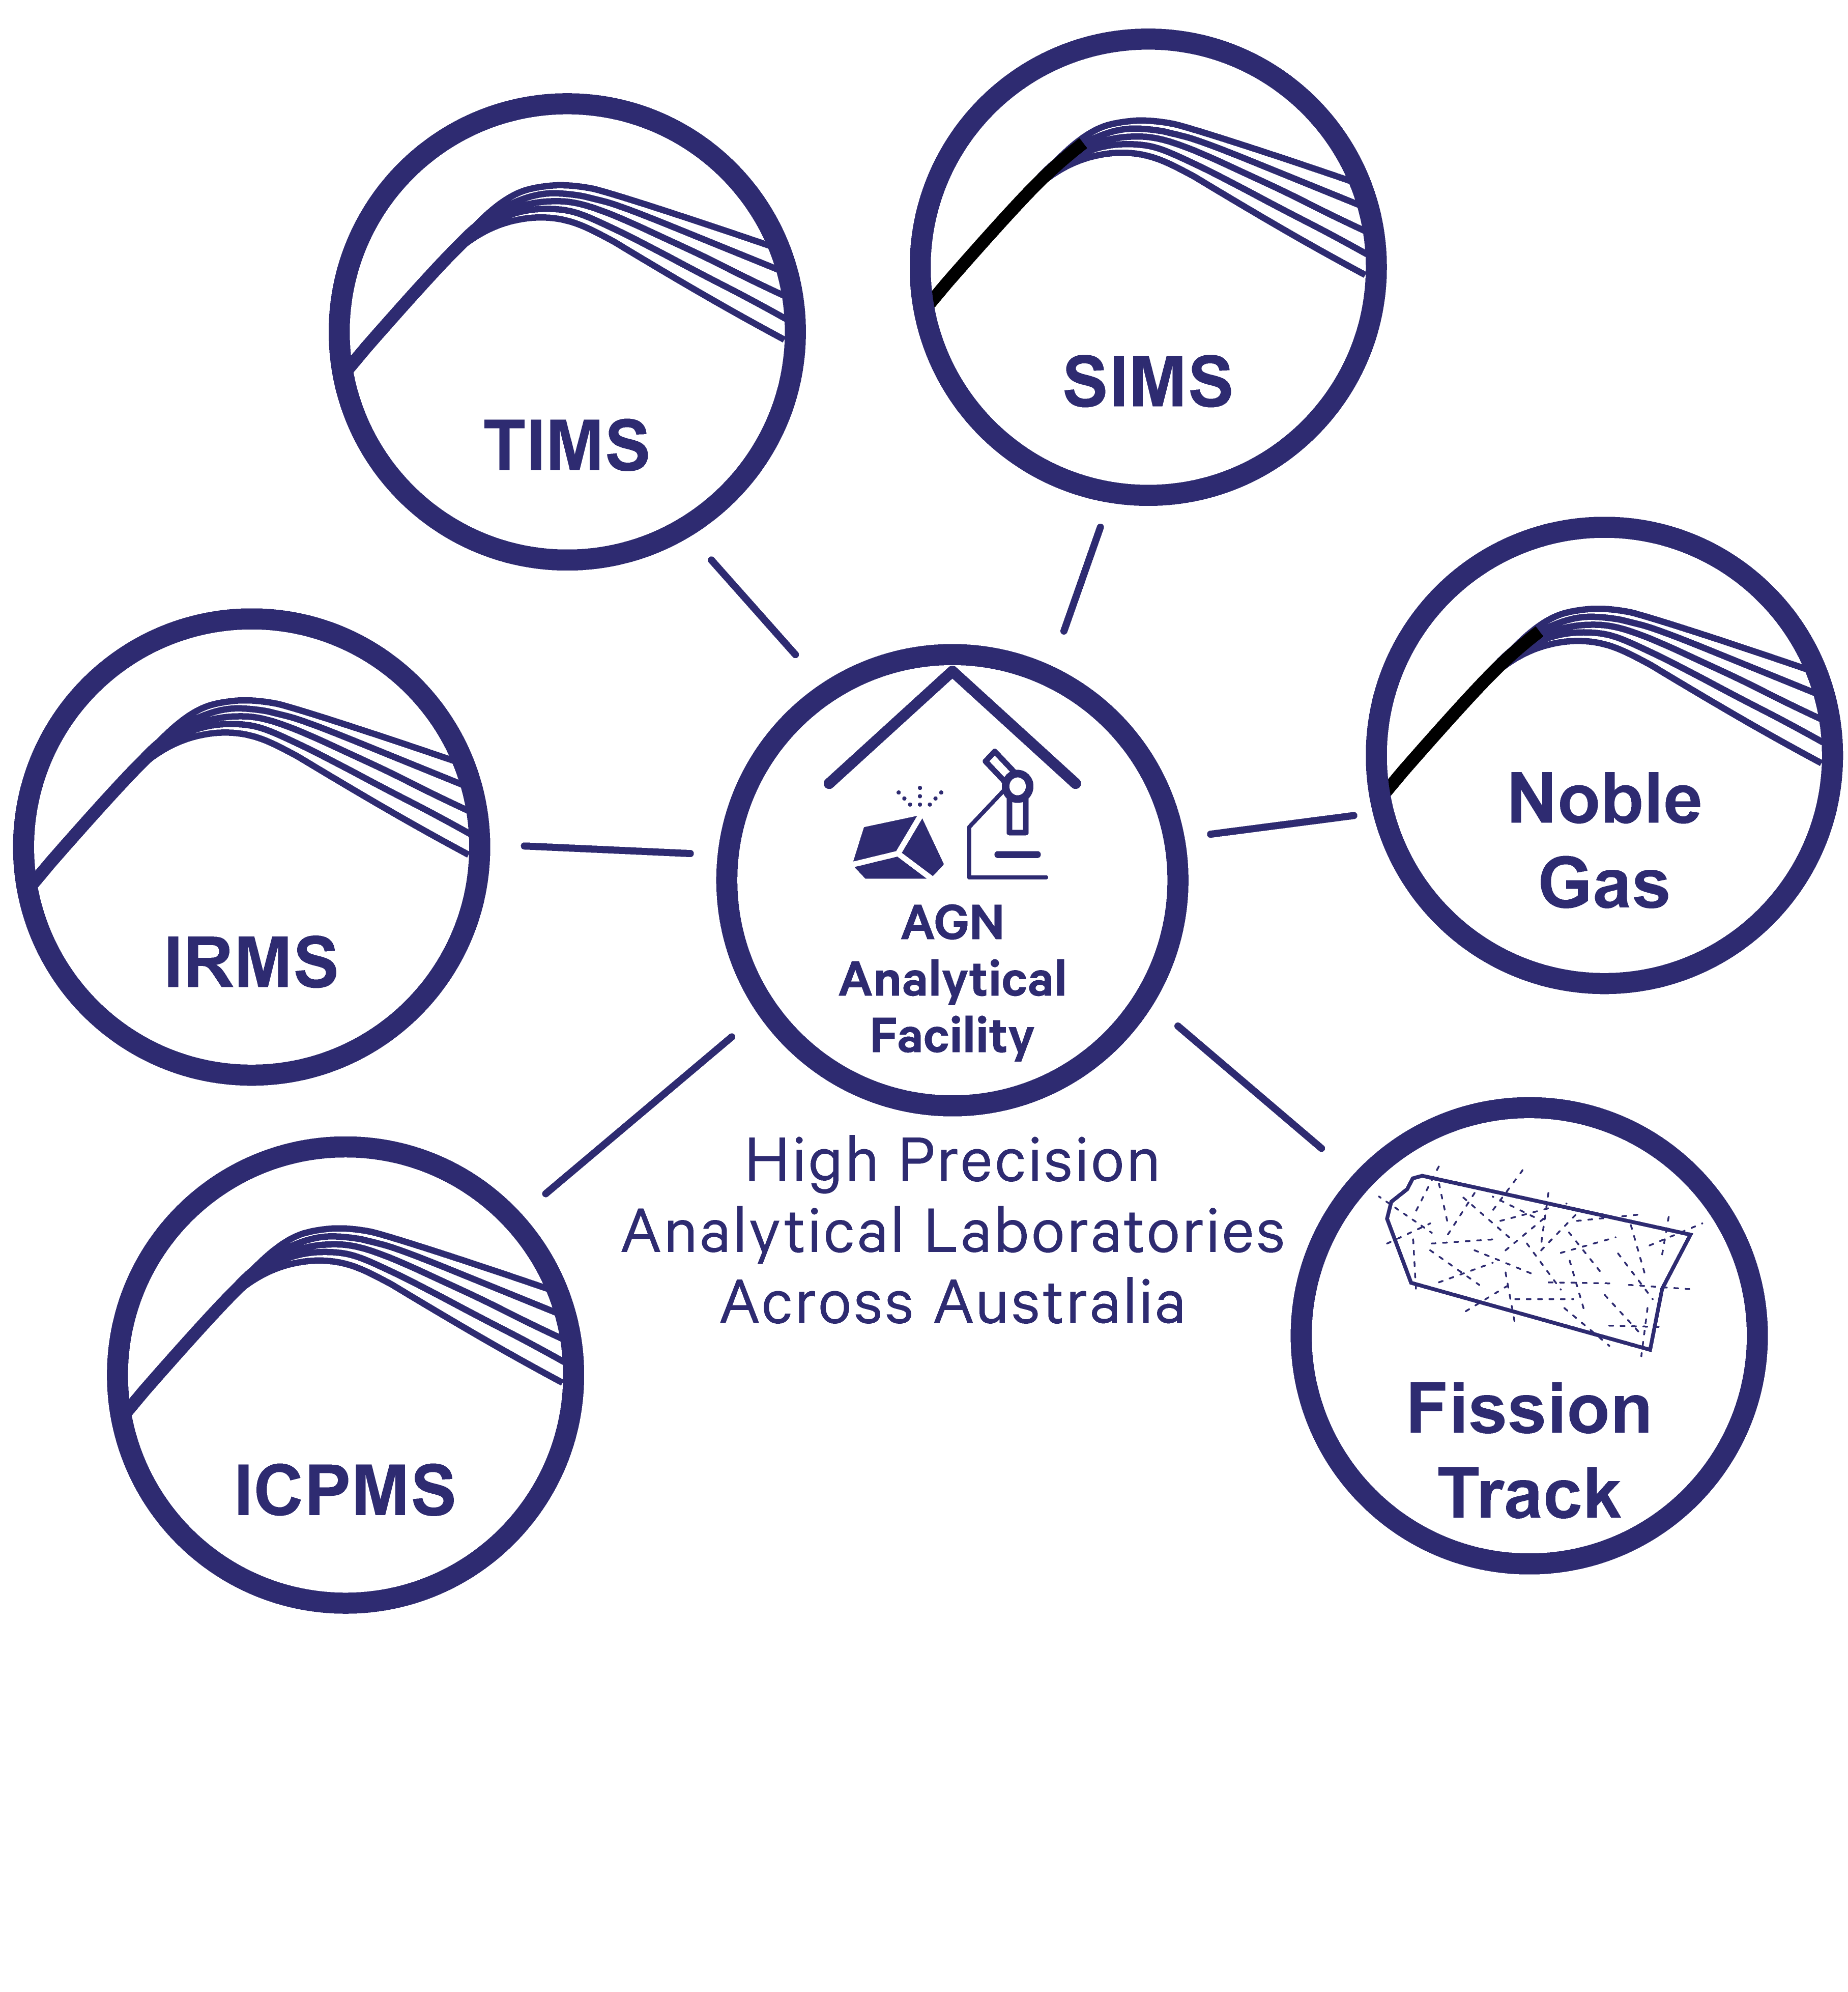 SIMS
TIMS
Noble
Gas
IRMS
AGN
Analytical
Facility
High Precision
Analytical Laboratories
Across Australia
Fission
Track
ICPMS